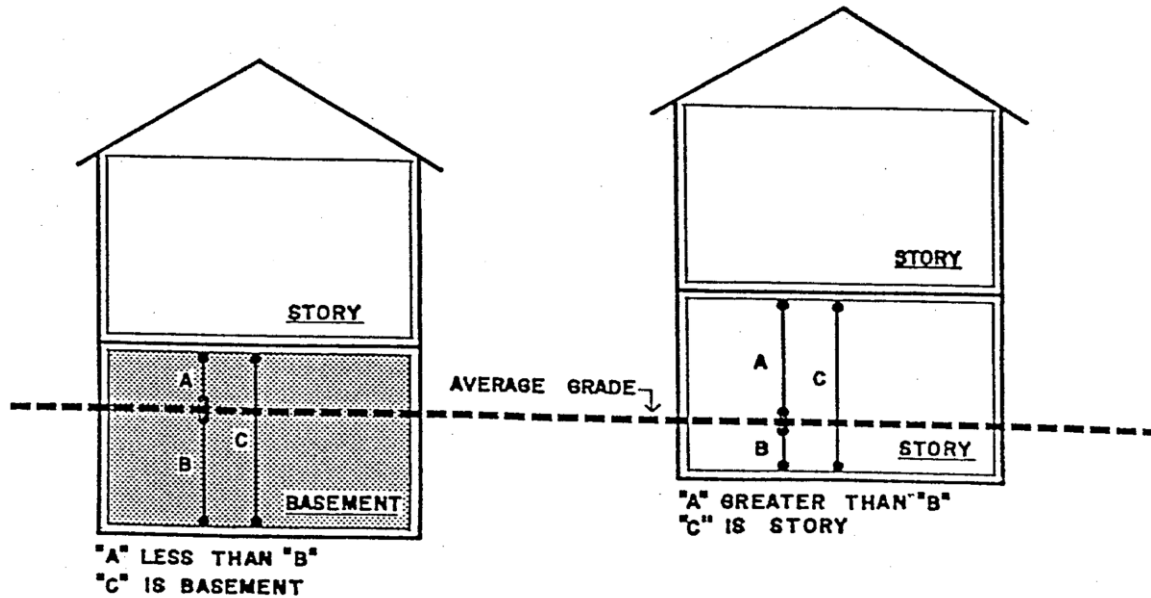 STORY
A
C
B
BASEMENT
"A" LESS THAN "B"
"C" IS BASEMENT
AVERAGE GRADE
STORY
A
C
B
STORY
"A" GREATER THAN "B"
"C" IS STORY